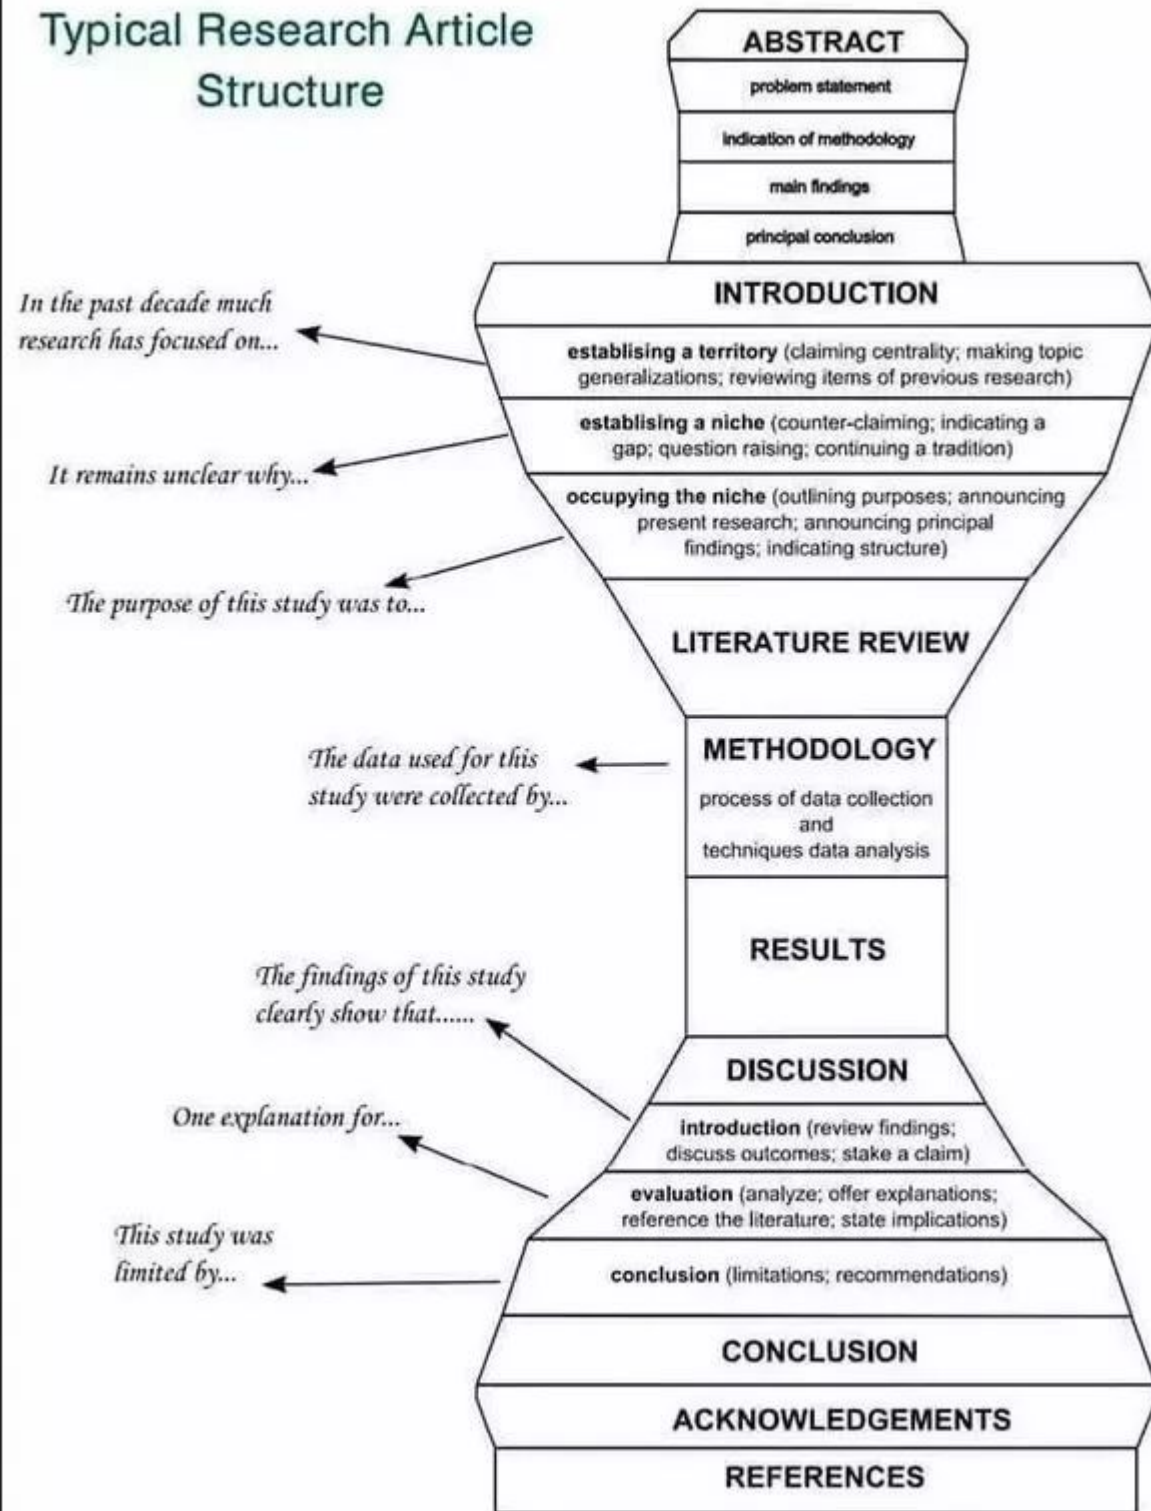 Typical Research Article
Structure
ABSTRACT
problem statement
indication of methodology
main findings
principal conclusion
INTRODUCTION
In the past decade much
research has focused on...
establising a territory (claiming centrality; making topic
generalizations; reviewing items of previous research)
establising a niche (counter-claiming; indicating a
gap; question raising; continuing a tradition)
It remains unclear why...
occupying the niche (outlining purposes; announcing
present research; announcing principal
findings; indicating structure)
The purpose of this study was to...
LITERATURE REVIEW
METHODOLOGY
The data used for this
study were collected by...
process of data collection
and
techniques data analysis
RESULTS
The findings of this study
clearly show that......
DISCUSSION
introduction (review findings;
discuss outcomes; stake a claim)
One explanation for...
evaluation (analyze; offer explanations;
reference the literature; state implications)
This study was
limited by...
conclusion (limitations; recommendations)
CONCLUSION
ACKNOWLEDGEMENTS
REFERENCES